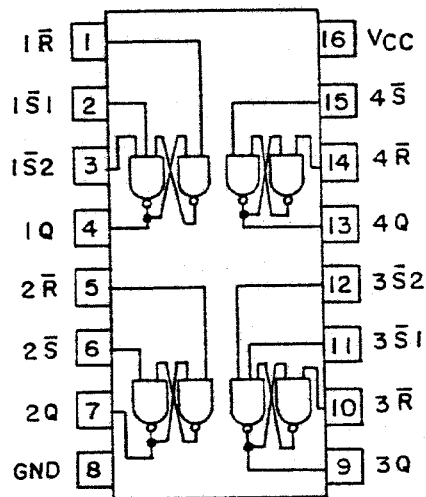 1R̅ 1 16 VCC
1S̅1 2 15 4S̅
1S̅2 3 14 4R̅
1Q 4 13 4Q
2R̅ 5 12 3S̅2
2S̅ 6 11 3S̅1
2Q 7 10 3R̅
GND 8 9 3Q